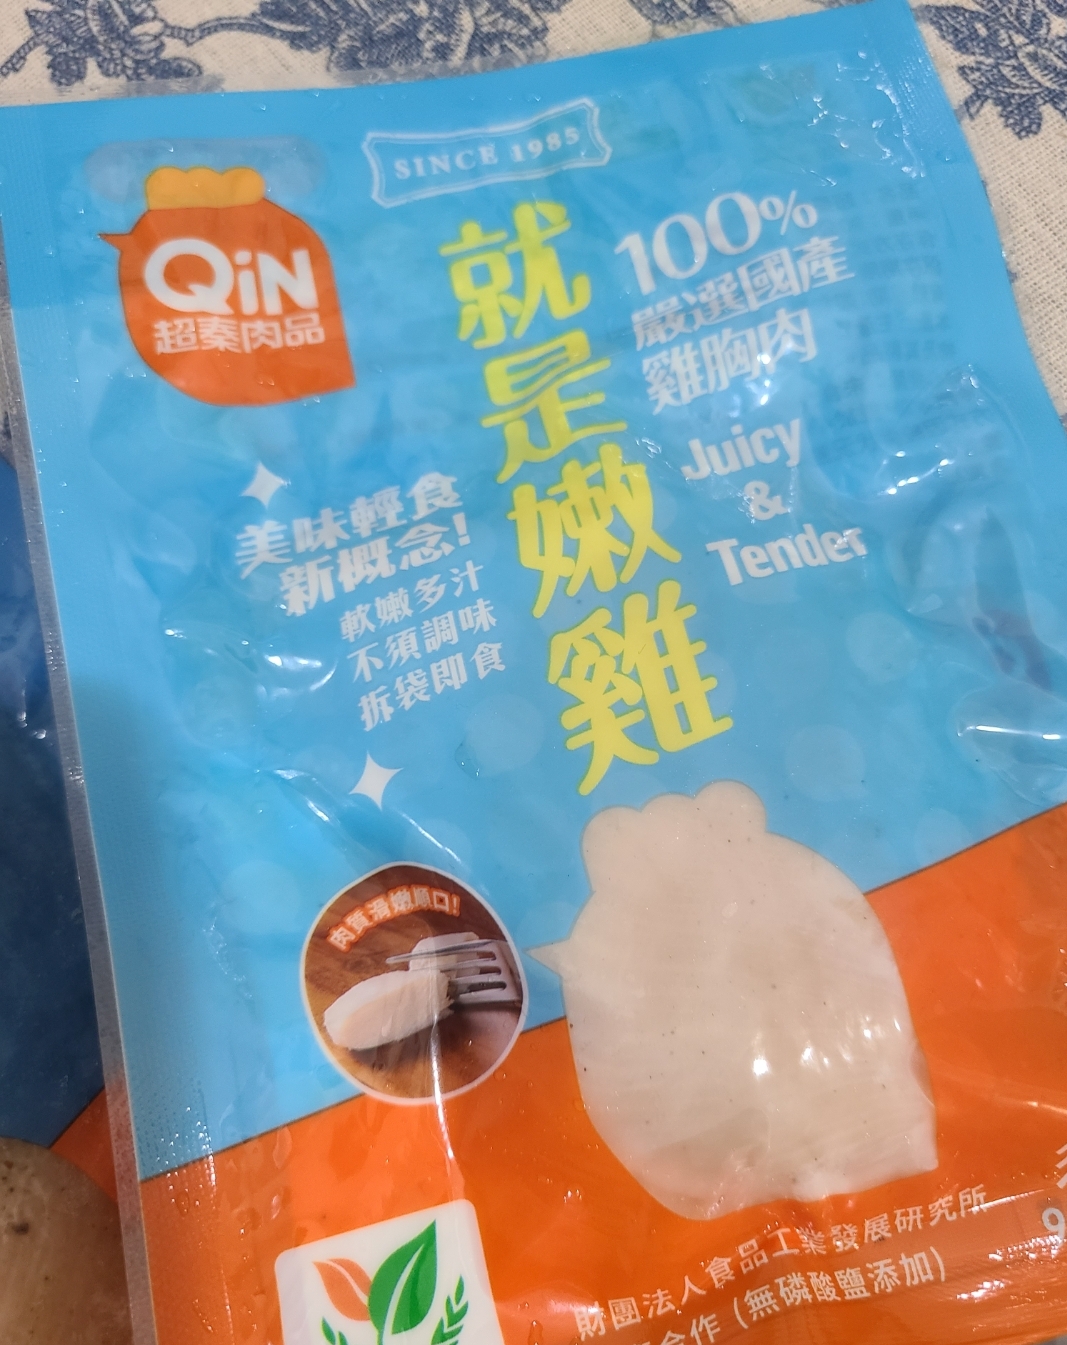 SINCE 1985
QiN
超秦肉品
就是嫩雞
100%
嚴選國產
雞胸肉
Juicy
&
Tender
美味輕食
新概念!
軟嫩多汁
不須調味
拆袋即食
肉質滑嫩順口!
財團法人食品工業發展研究所
合作(無磷酸鹽添加)
9